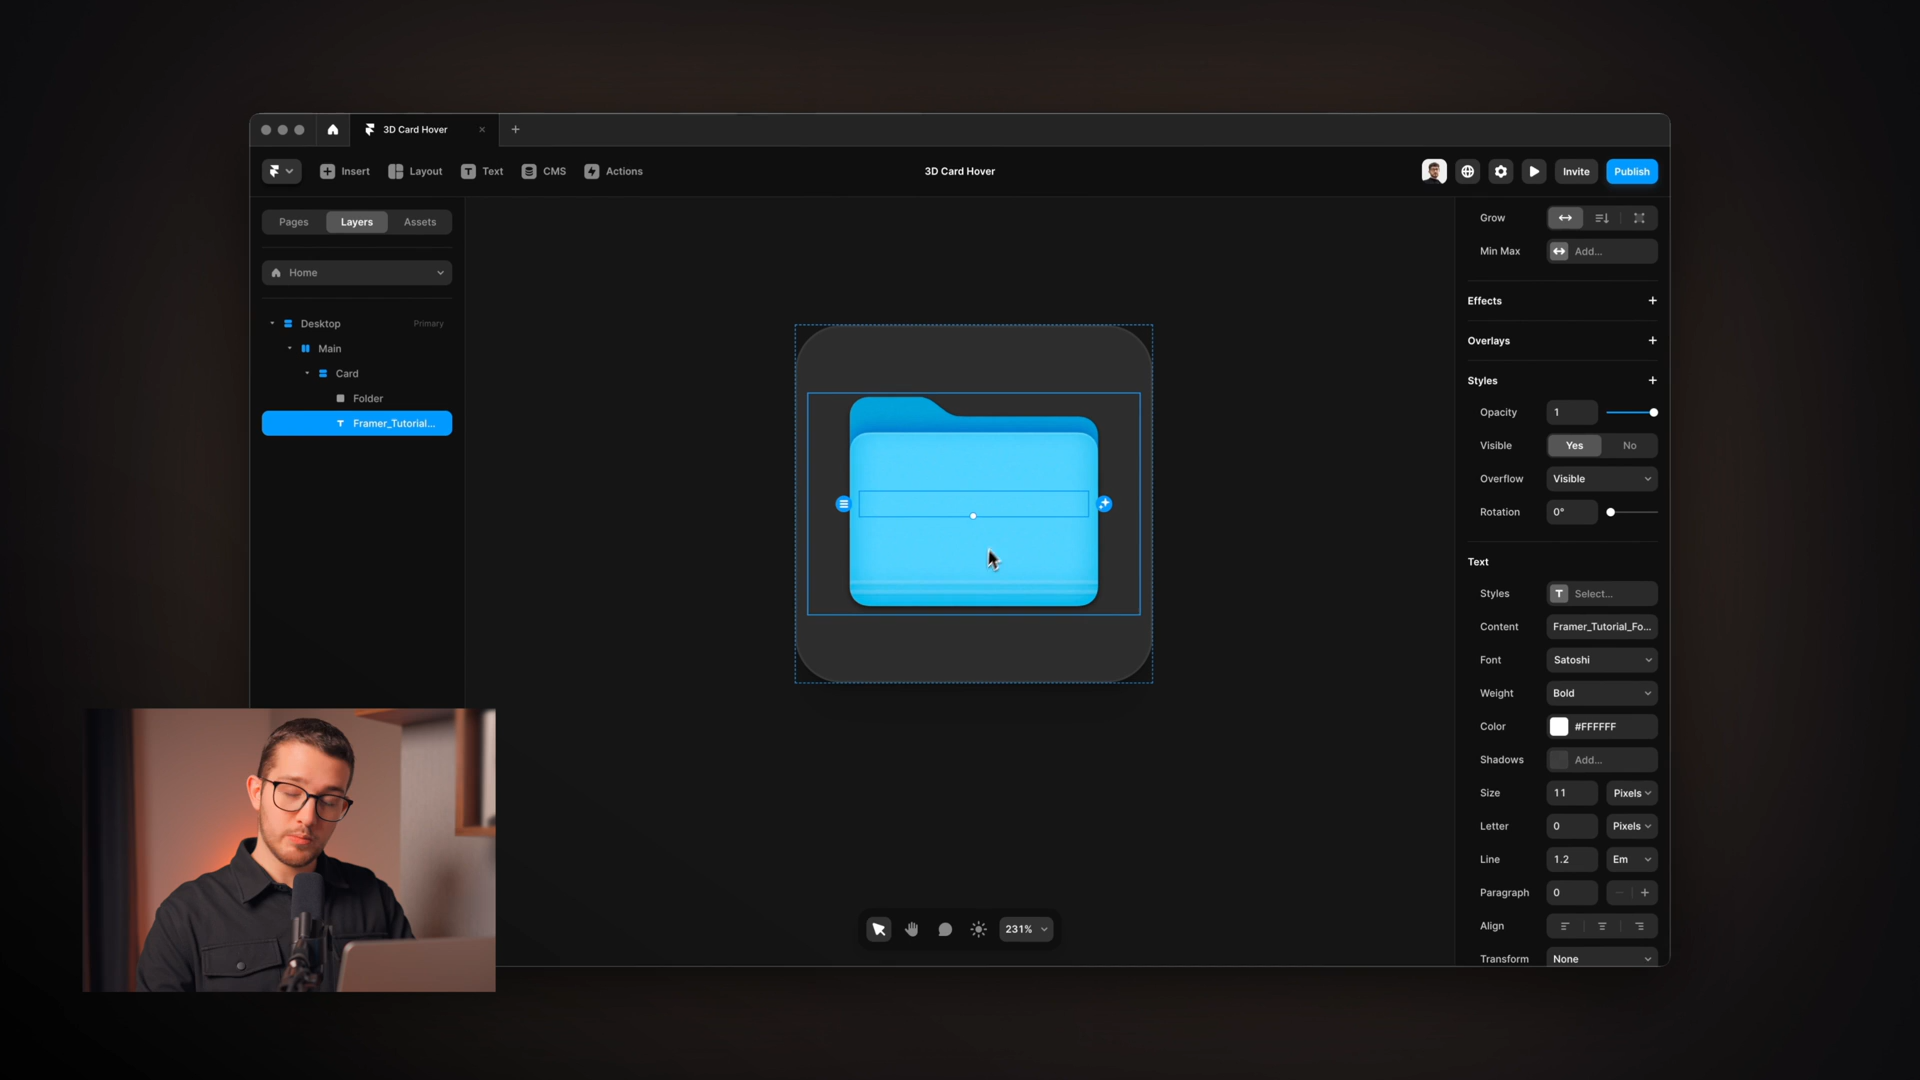 3D Card Hover
Insert
Layout
Text
CMS
Actions
3D Card Hover
Invite
Publish
Pages
Layers
Assets
Home
Desktop
Primary
Main
Card
Folder
Framer_Tutorial...
Grow
Min Max
Add...
Effects
Overlays
Styles
Opacity
1
Visible
Yes
No
Overflow
Visible
Rotation
0°
Text
Styles
T
Select...
Content
Framer_Tutorial_Fo...
Font
Satoshi
Weight
Bold
Color
#FFFFFF
Shadows
Add...
Size
11
Pixels
Letter
0
Pixels
Line
1.2
Em
Paragraph
0
Align
Transform
None
231%